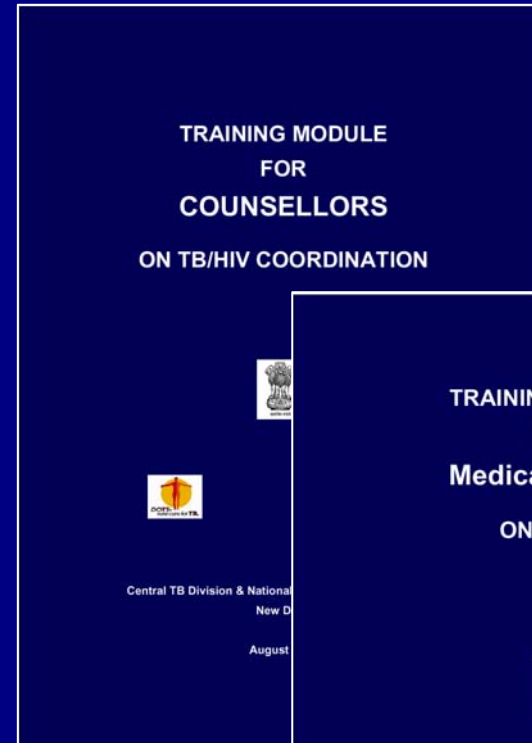 TRAINING MODULE
FOR
COUNSELLORS
ON TB/HIV COORDINATION
Central TB Division & National
New D
August
TRAININ
Medica
ON